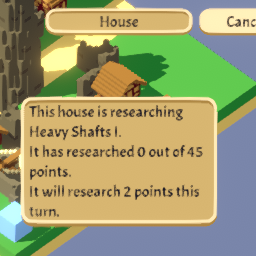 House
Canc
This house is researching
Heavy Shafts I.
It has researched 0 out of 45
points.
It will research 2 points this
turn.